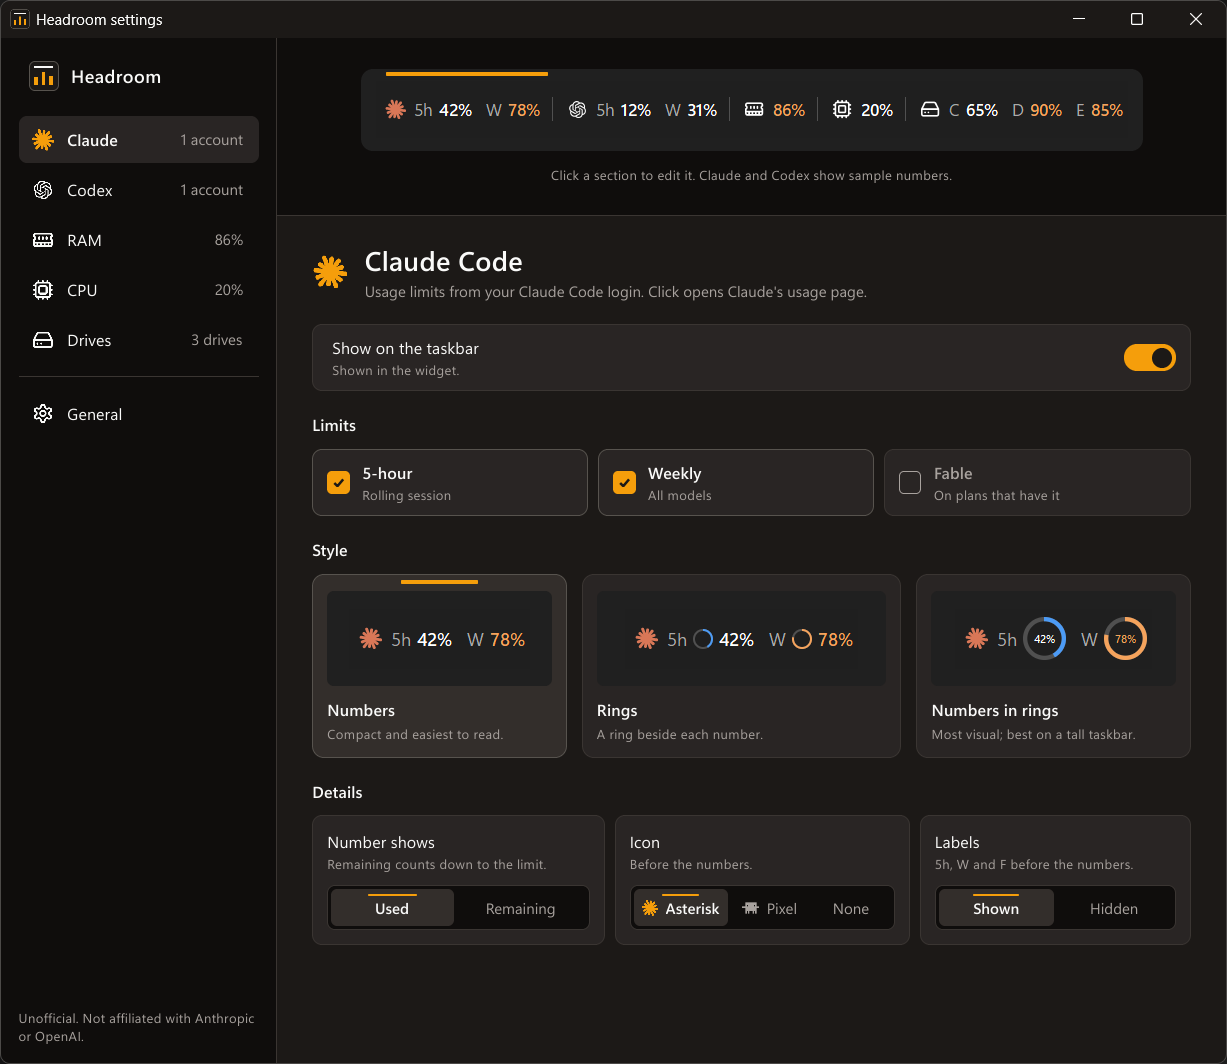 Headroom settings
Headroom
Claude 1 account
Codex 1 account
RAM 86%
CPU 20%
Drives 3 drives
General
Unofficial. Not affiliated with Anthropic
or OpenAI.
5h 42% W 78% 5h 12% W 31% 86% 20% C 65% D 90% E 85%
Click a section to edit it. Claude and Codex show sample numbers.
Claude Code
Usage limits from your Claude Code login. Click opens Claude's usage page.
Show on the taskbar
Shown in the widget.
Limits
5-hour
Rolling session
Weekly
All models
Fable
On plans that have it
Style
5h 42% W 78%
Numbers
Compact and easiest to read.
5h 42% W 78%
Rings
A ring beside each number.
5h 42% W 78%
Numbers in rings
Most visual; best on a tall taskbar.
Details
Number shows
Remaining counts down to the limit.
Used Remaining
Icon
Before the numbers.
Asterisk Pixel None
Labels
5h, W and F before the numbers.
Shown Hidden